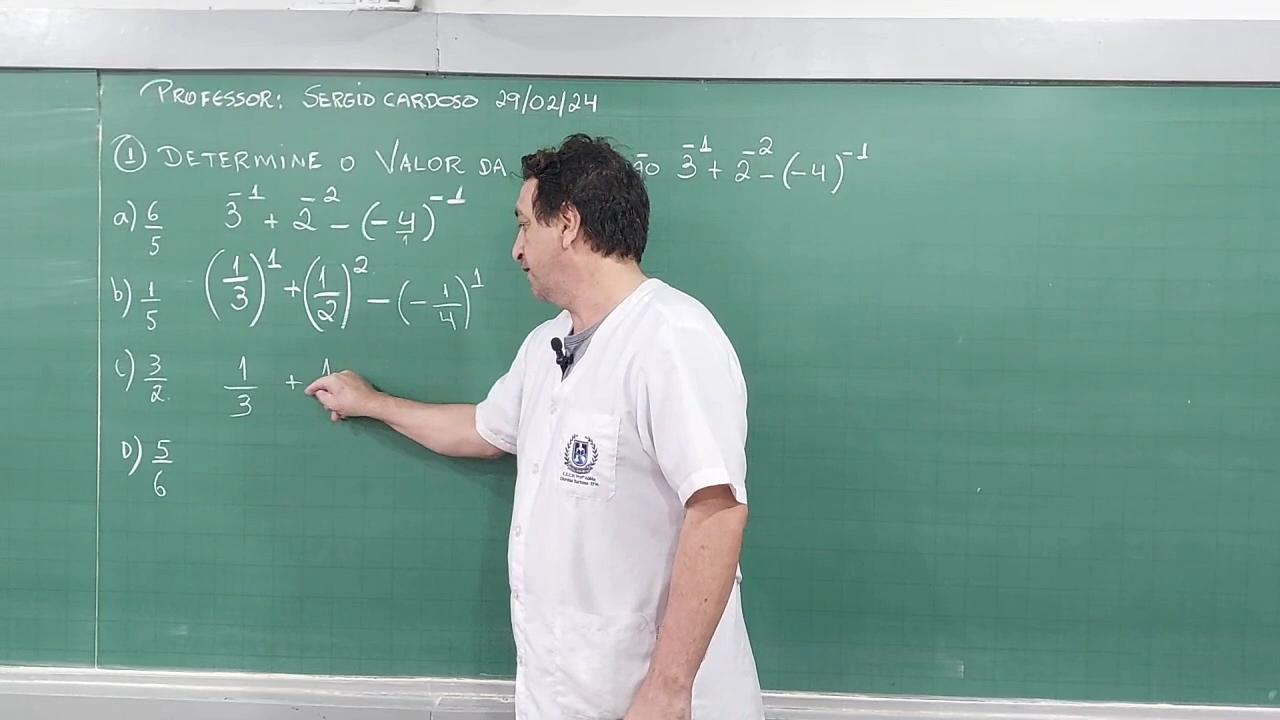 PROFESSOR: SERGIO CARDOSO 29/02/24
① DETERMINE O VALOR DA ÃO 3⁻¹ + 2⁻² - (-4)⁻¹
a) 6/5
3⁻¹ + 2⁻² - (-4/1)⁻¹
b) 1/5
(1/3)¹ + (1/2)² - (-1/4)¹
c) 3/2
1/3 + 1
D) 5/6